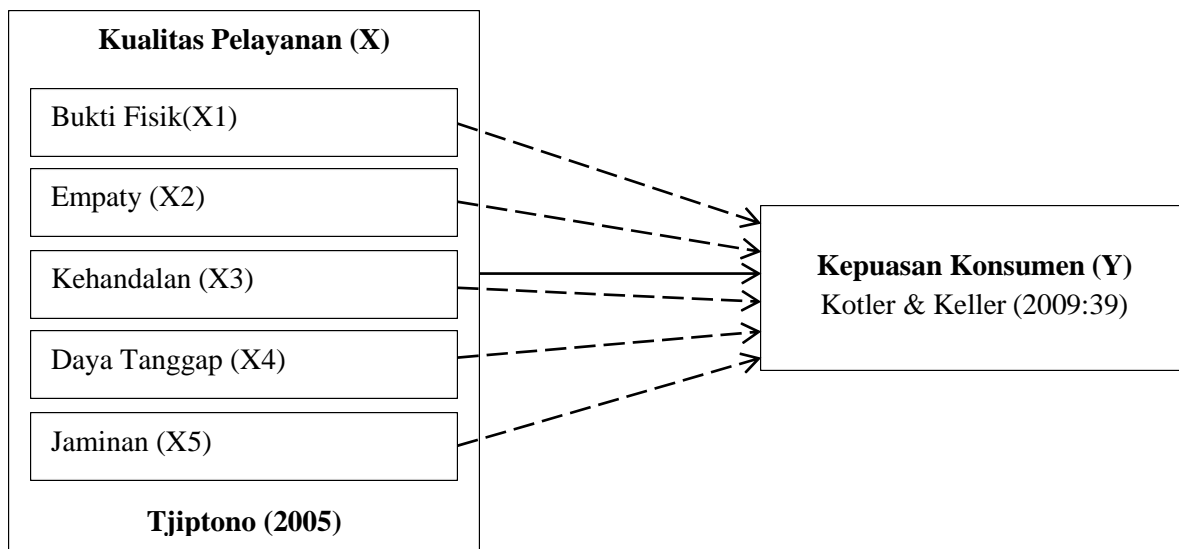 Kualitas Pelayanan (X)
Bukti Fisik(X1)
Empaty (X2)
Kehandalan (X3)
Daya Tanggap (X4)
Jaminan (X5)
Tjiptono (2005)
Kepuasan Konsumen (Y)
Kotler & Keller (2009:39)